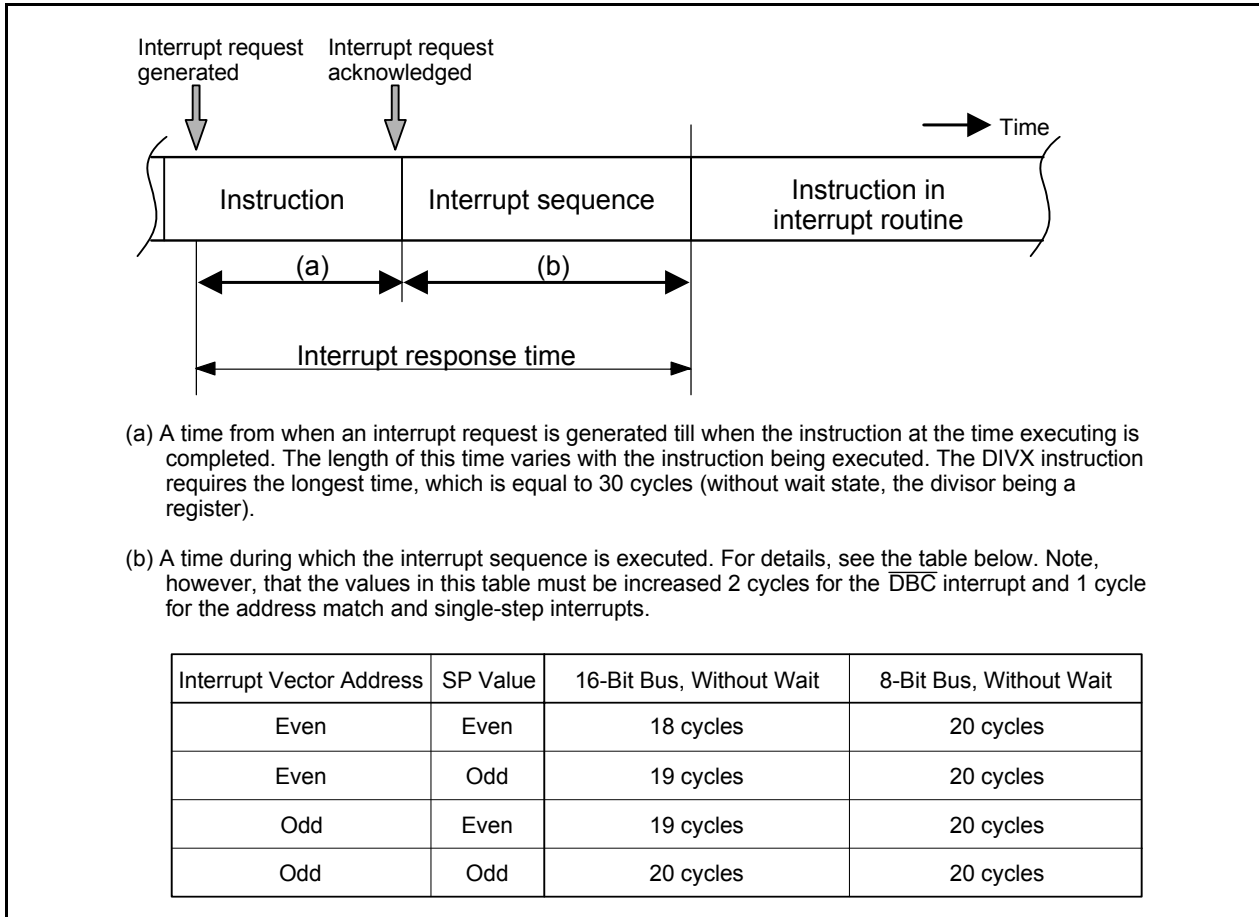 Interrupt request generated
Interrupt request acknowledged
Time
Instruction
Interrupt sequence
Instruction in
interrupt routine
(a)
(b)
Interrupt response time
(a) A time from when an interrupt request is generated till when the instruction at the time executing is
completed. The length of this time varies with the instruction being executed. The DIVX instruction
requires the longest time, which is equal to 30 cycles (without wait state, the divisor being a
register).
(b) A time during which the interrupt sequence is executed. For details, see the table below. Note,
however, that the values in this table must be increased 2 cycles for the DBC interrupt and 1 cycle
for the address match and single-step interrupts.
Interrupt Vector Address SP Value 16-Bit Bus, Without Wait 8-Bit Bus, Without Wait
Even Even 18 cycles 20 cycles
Even Odd 19 cycles 20 cycles
Odd Even 19 cycles 20 cycles
Odd Odd 20 cycles 20 cycles